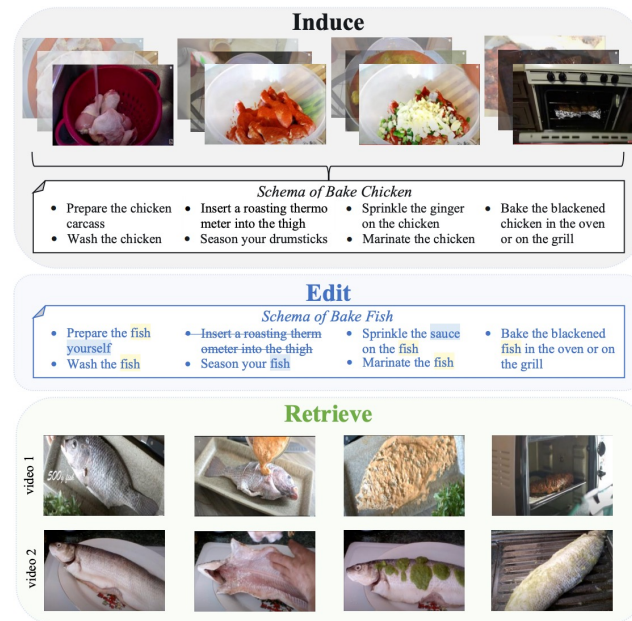 Induce
Schema of Bake Chicken
• Prepare the chicken
carcass
• Wash the chicken
• Insert a roasting thermo
meter into the thigh
• Season your drumsticks
• Sprinkle the ginger
on the chicken
• Marinate the chicken
• Bake the blackened
chicken in the oven
or on the grill
Edit
Schema of Bake Fish
• Prepare the fish
yourself
• Wash the fish
• Insert a roasting therm
ometer into the thigh
• Season your fish
• Sprinkle the sauce
on the fish
• Marinate the fish
• Bake the blackened
fish in the oven or on
the grill
Retrieve
video 1
video 2